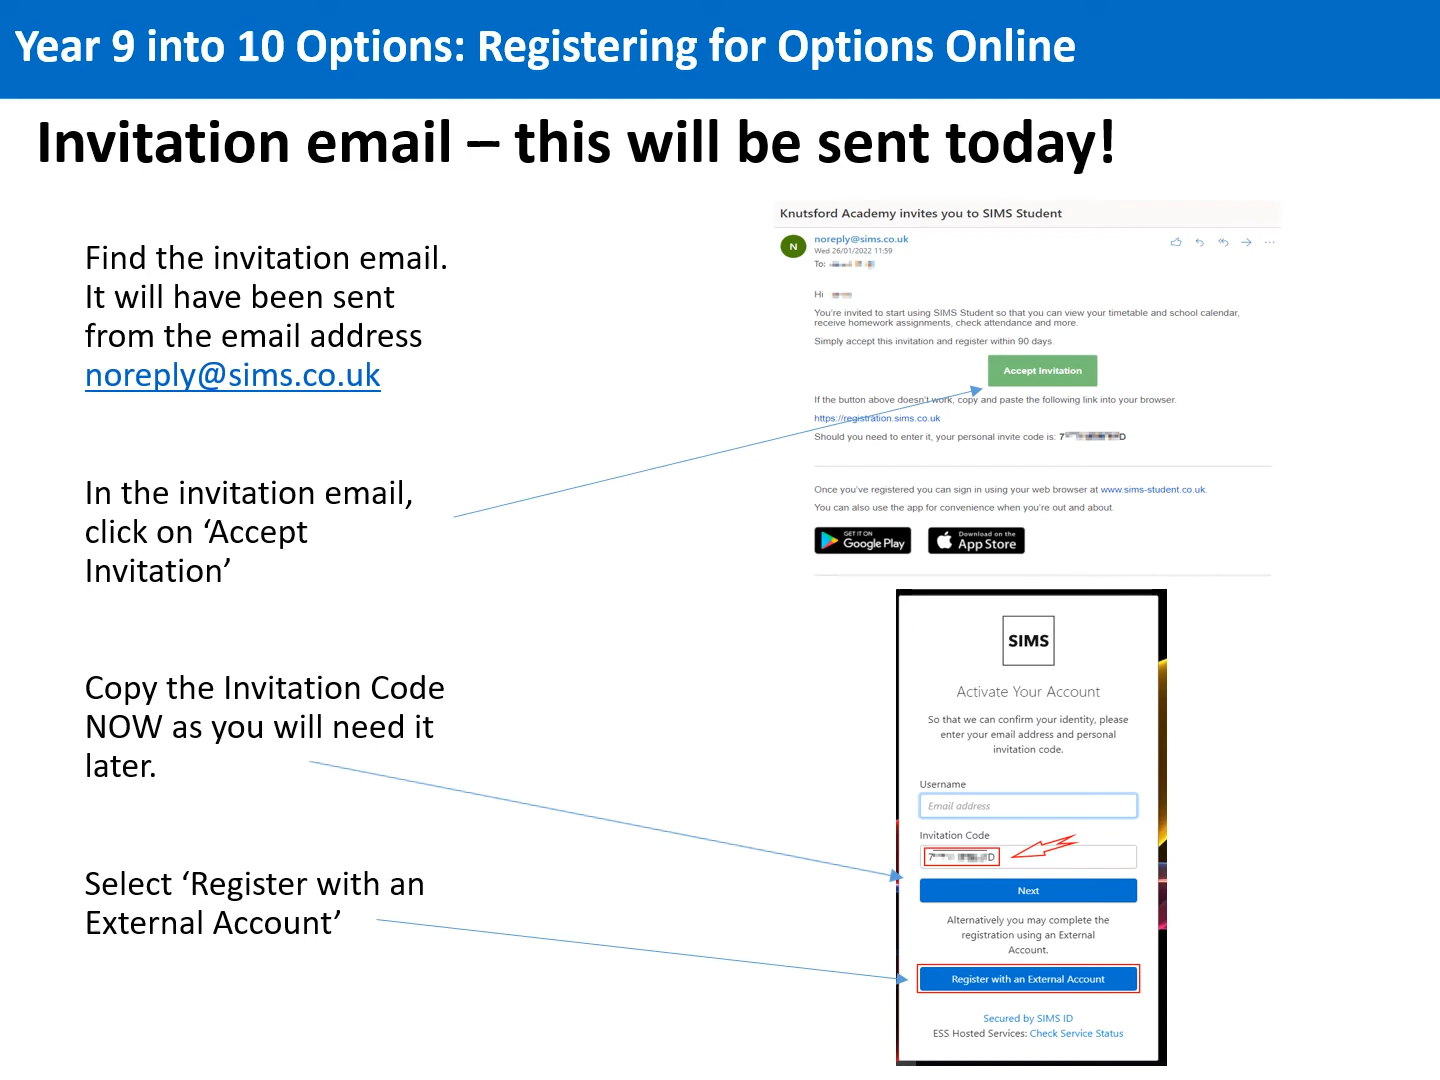 Year 9 into 10 Options: Registering for Options Online
Invitation email – this will be sent today!
Find the invitation email.
It will have been sent
from the email address
noreply@sims.co.uk
In the invitation email,
click on ‘Accept
Invitation’
Copy the Invitation Code
NOW as you will need it
later.
Select ‘Register with an
External Account’
Knutsford Academy invites you to SIMS Student
N
noreply@sims.co.uk
Wed 26/01/2022 11:59
To:
Hi
You're invited to start using SIMS Student so that you can view your timetable and school calendar,
receive homework assignments, check attendance and more.
Simply accept this invitation and register within 90 days.
Accept Invitation
If the button above doesn't work, copy and paste the following link into your browser.
https://registration.sims.co.uk
Should you need to enter it, your personal invite code is: 7 D
Once you've registered you can sign in using your web browser at www.sims-student.co.uk.
You can also use the app for convenience when you're out and about.
GET IT ON
Google Play
Download on the
App Store
SIMS
Activate Your Account
So that we can confirm your identity, please
enter your email address and personal
invitation code.
Username
Email address
Invitation Code
7 D
Next
Alternatively you may complete the
registration using an External
Account.
Register with an External Account
Secured by SIMS ID
ESS Hosted Services: Check Service Status